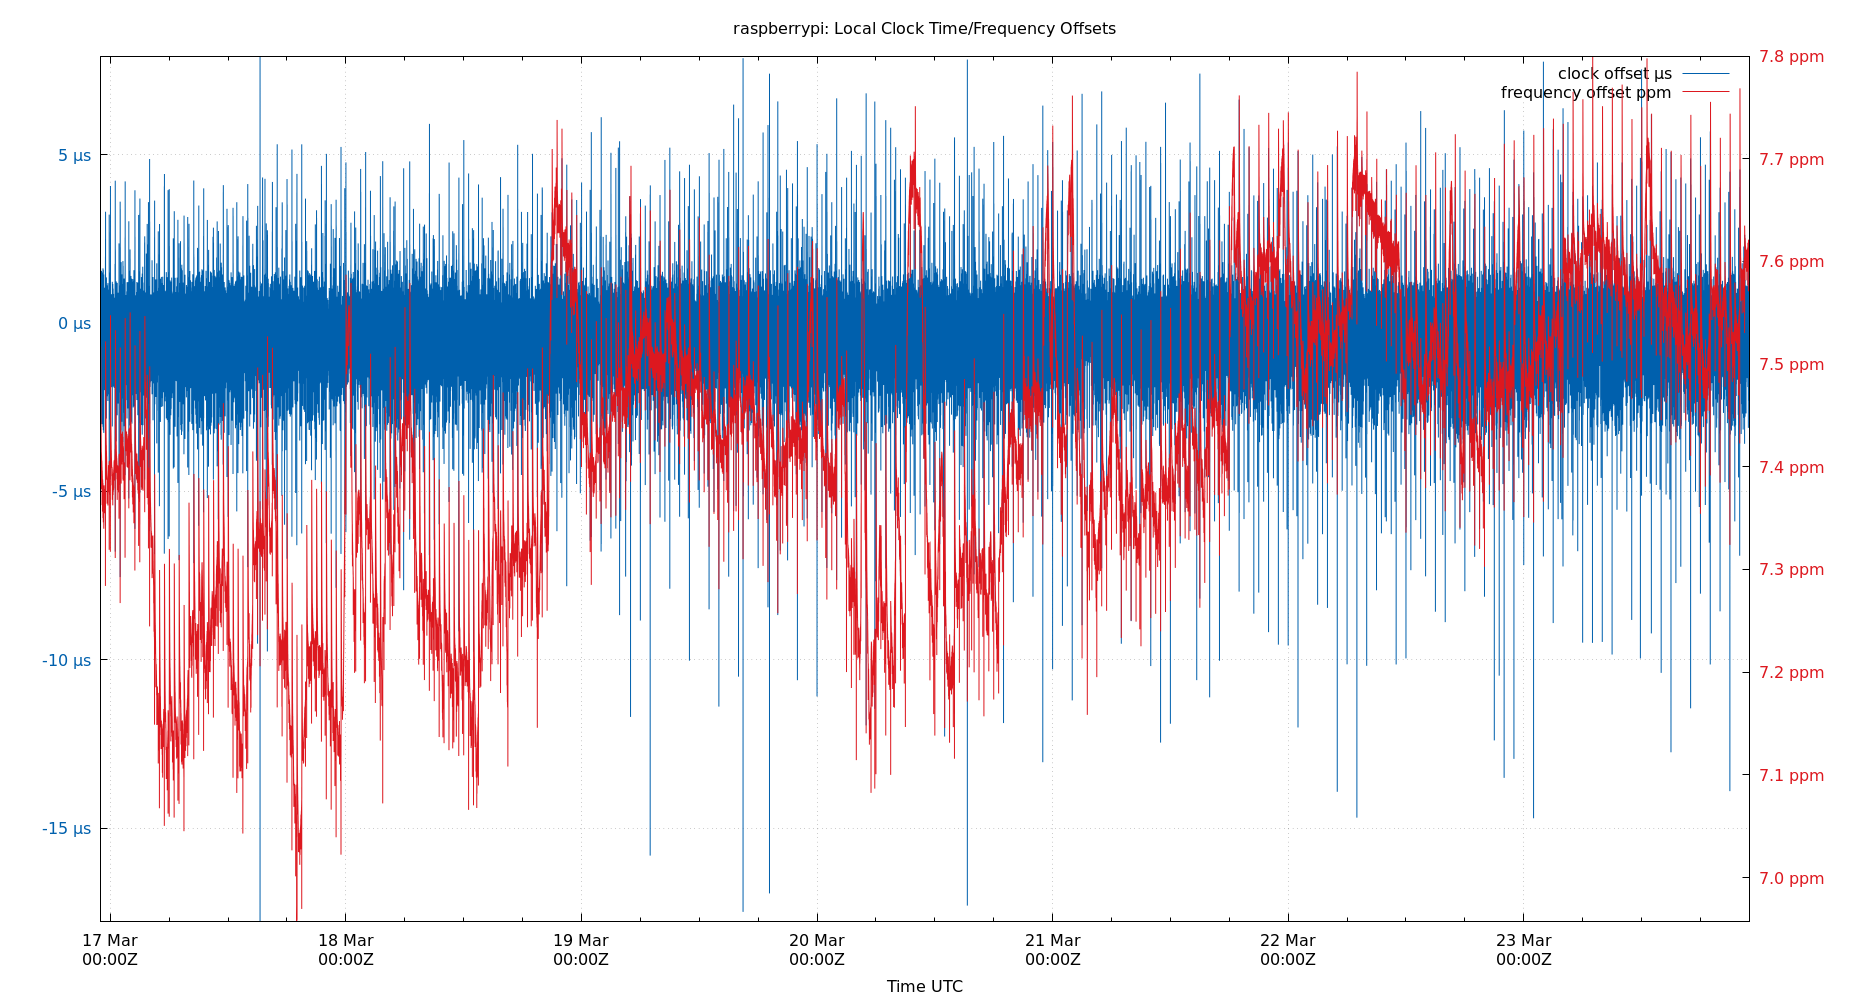 raspberrypi: Local Clock Time/Frequency Offsets
clock offset µs
frequency offset ppm
5 µs
0 µs
-5 µs
-10 µs
-15 µs
7.8 ppm
7.7 ppm
7.6 ppm
7.5 ppm
7.4 ppm
7.3 ppm
7.2 ppm
7.1 ppm
7.0 ppm
17 Mar 18 Mar 19 Mar 20 Mar 21 Mar 22 Mar 23 Mar
00:00Z 00:00Z 00:00Z 00:00Z 00:00Z 00:00Z 00:00Z
Time UTC